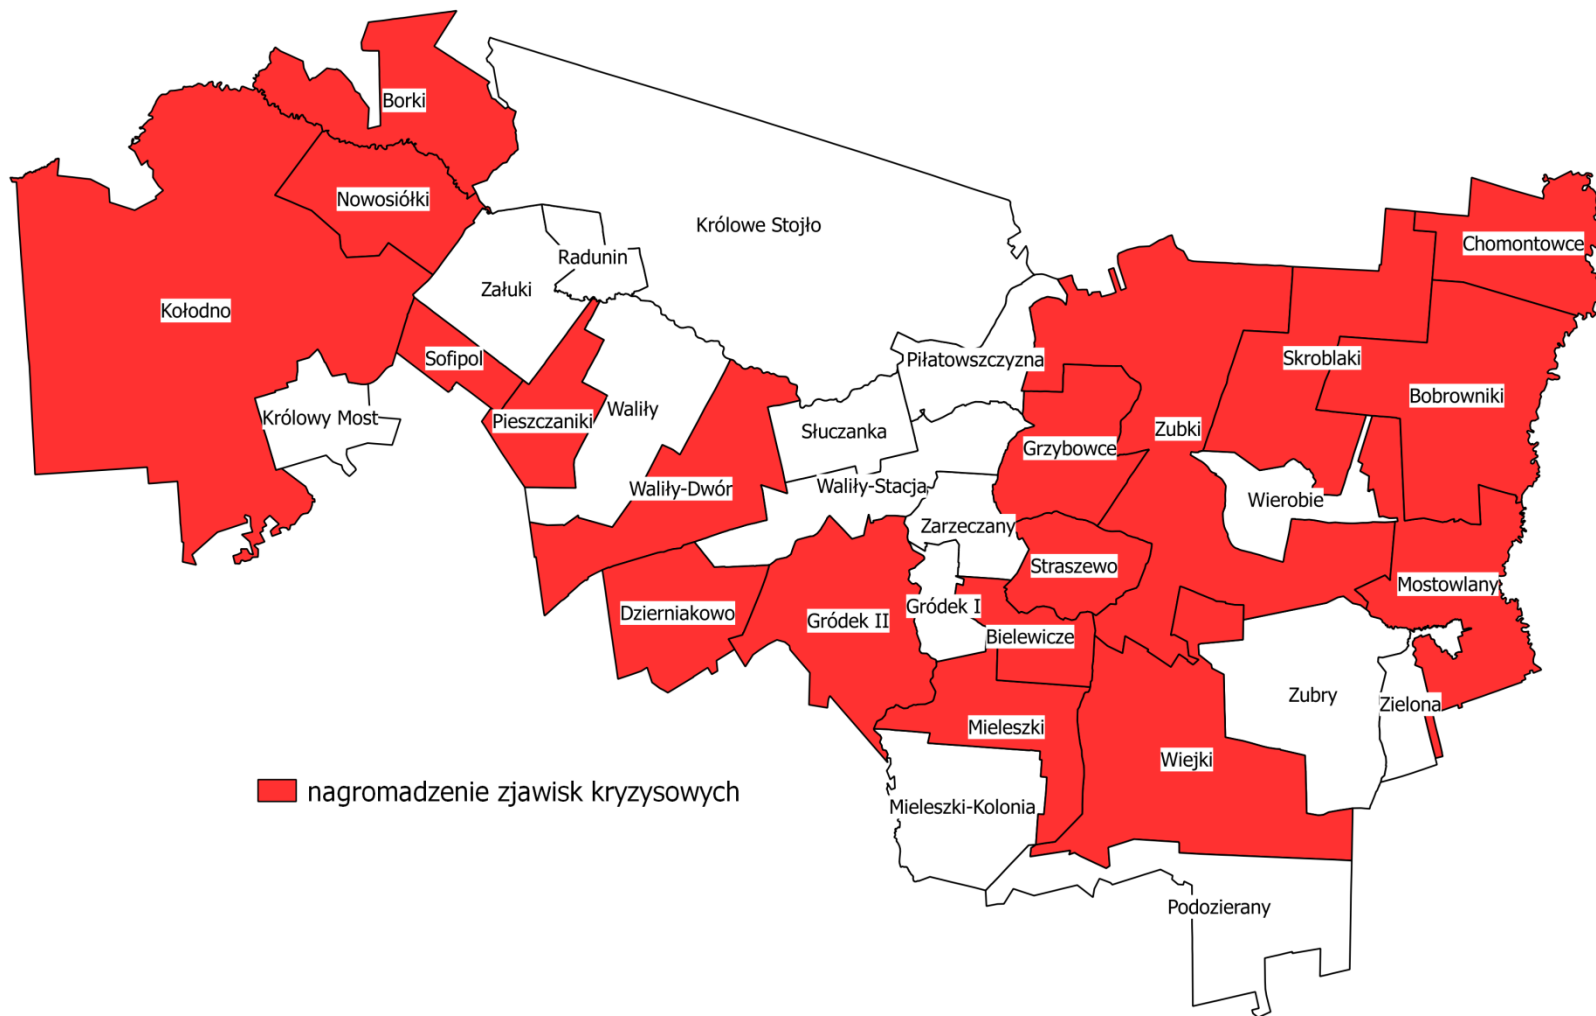 Borki
Nowosiółki
Królowe Stojło
Chomontowce
Radunin
Załuki
Kołodno
Sofipol
Piłatowszczyzna
Skroblaki
Bobrowniki
Królowy Most
Pieszczaniki
Waliły
Słuczanka
Grzybowce
Zubki
Waliły-Dwór
Waliły-Stacja
Wierobie
Zarzeczany
Straszewo
Mostowlany
Dzierniakowo
Gródek II
Gródek I
Bielewicze
Zubry
Zielona
Mieleszki
Wiejki
nagromadzenie zjawisk kryzysowych
Mieleszki-Kolonia
Podozierany